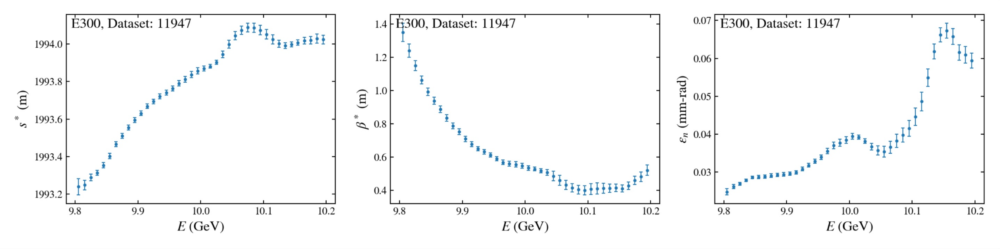 E300, Dataset: 11947
1994.0
1993.8
1993.6
1993.4
1993.2
s* (m)
9.8 9.9 10.0 10.1 10.2
E (GeV)
E300, Dataset: 11947
1.4
1.2
1.0
0.8
0.6
0.4
β* (m)
9.8 9.9 10.0 10.1 10.2
E (GeV)
E300, Dataset: 11947
0.07
0.06
0.05
0.04
0.03
εn (mm-rad)
9.8 9.9 10.0 10.1 10.2
E (GeV)